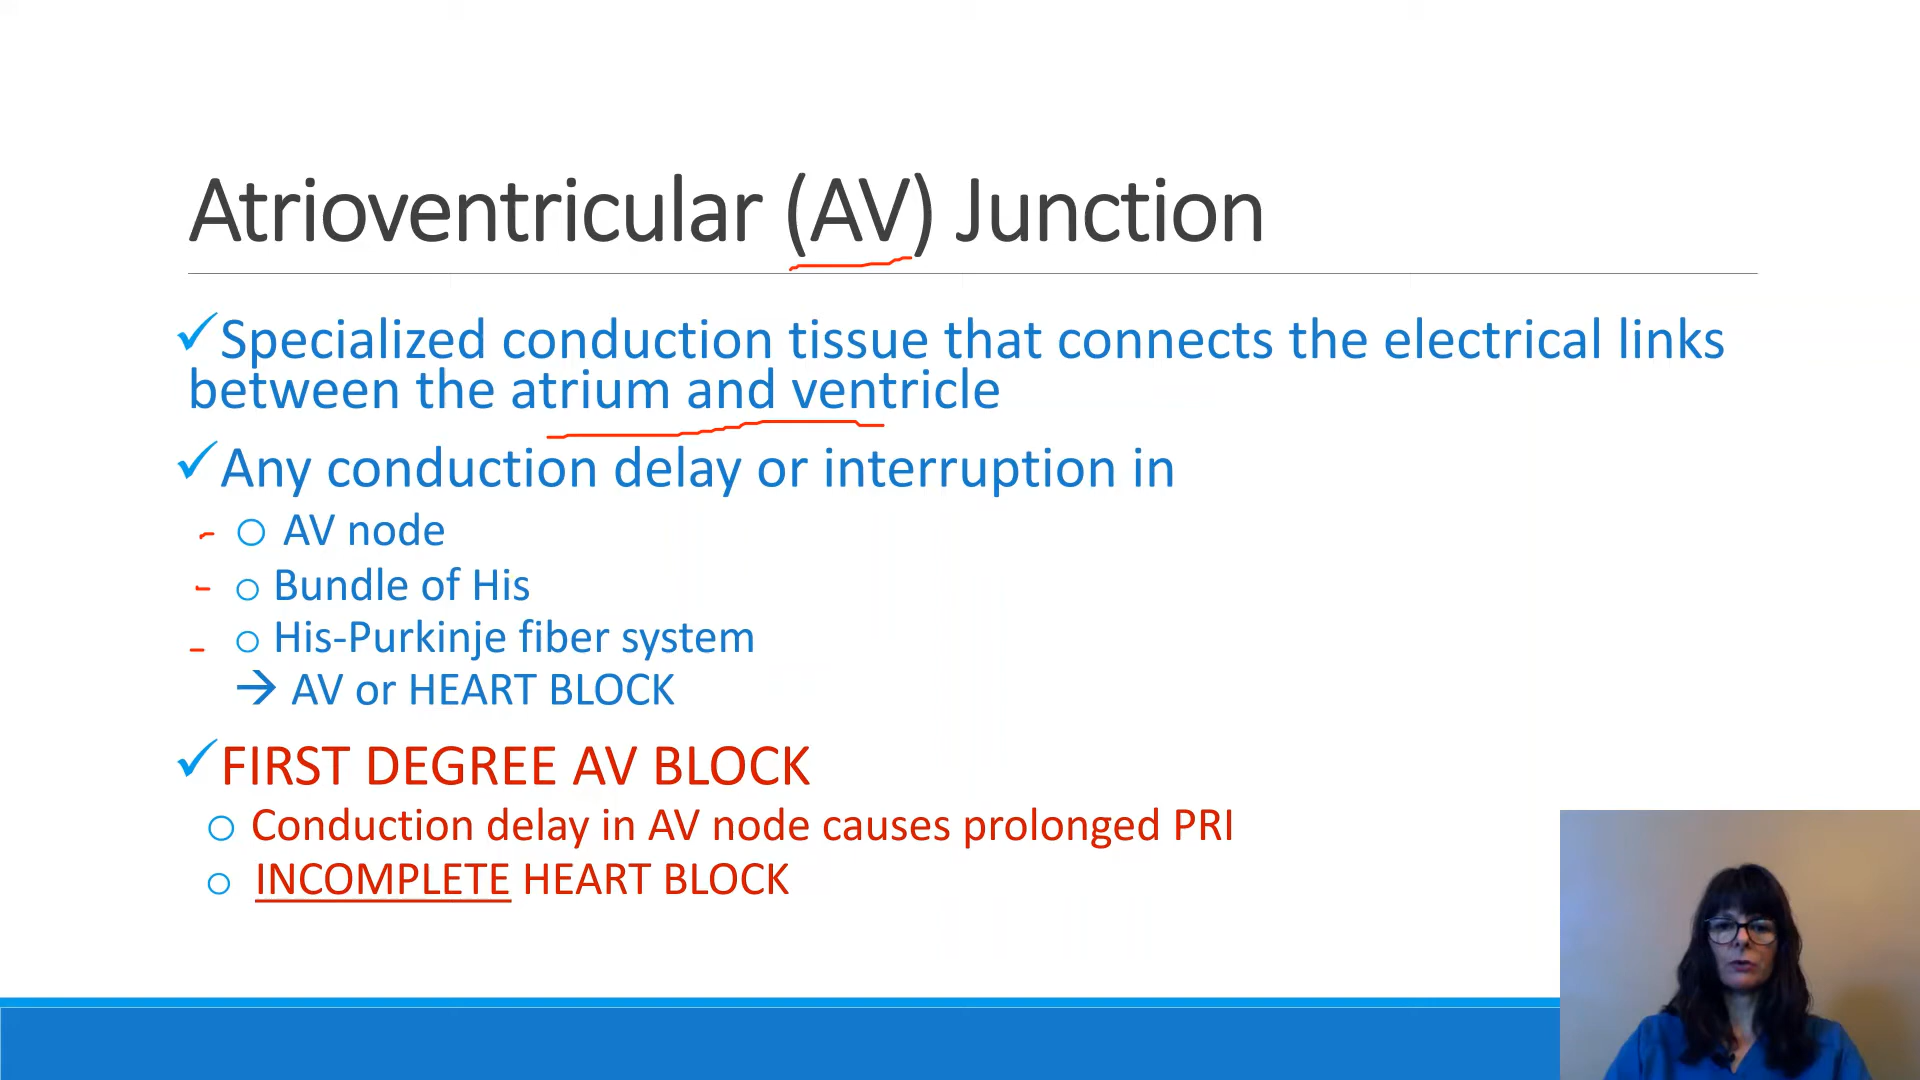 Atrioventricular (AV) Junction
✓Specialized conduction tissue that connects the electrical links
between the atrium and ventricle
✓Any conduction delay or interruption in
o AV node
o Bundle of His
o His-Purkinje fiber system
→ AV or HEART BLOCK
✓FIRST DEGREE AV BLOCK
o Conduction delay in AV node causes prolonged PRI
o INCOMPLETE HEART BLOCK